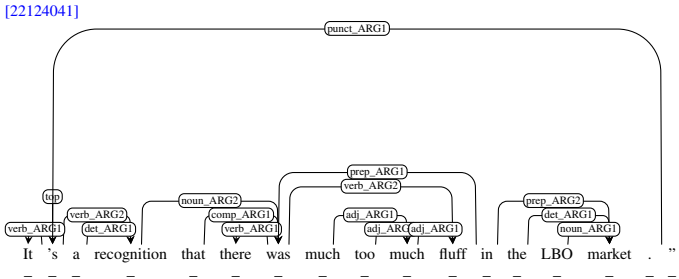 [22124041]
punct_ARG1
prep_ARG1
verb_ARG2
top
noun_ARG2
prep_ARG2
verb_ARG2
comp_ARG1
adj_ARG1
det_ARG1
verb_ARG1
det_ARG1
verb_ARG1
adj_ARG1
adj_ARG1
noun_ARG1
It 's a recognition that there was much too much fluff in the LBO market . ”
_ _ _ _ _ _ _ _ _ _ _ _ _ _ _ _ _